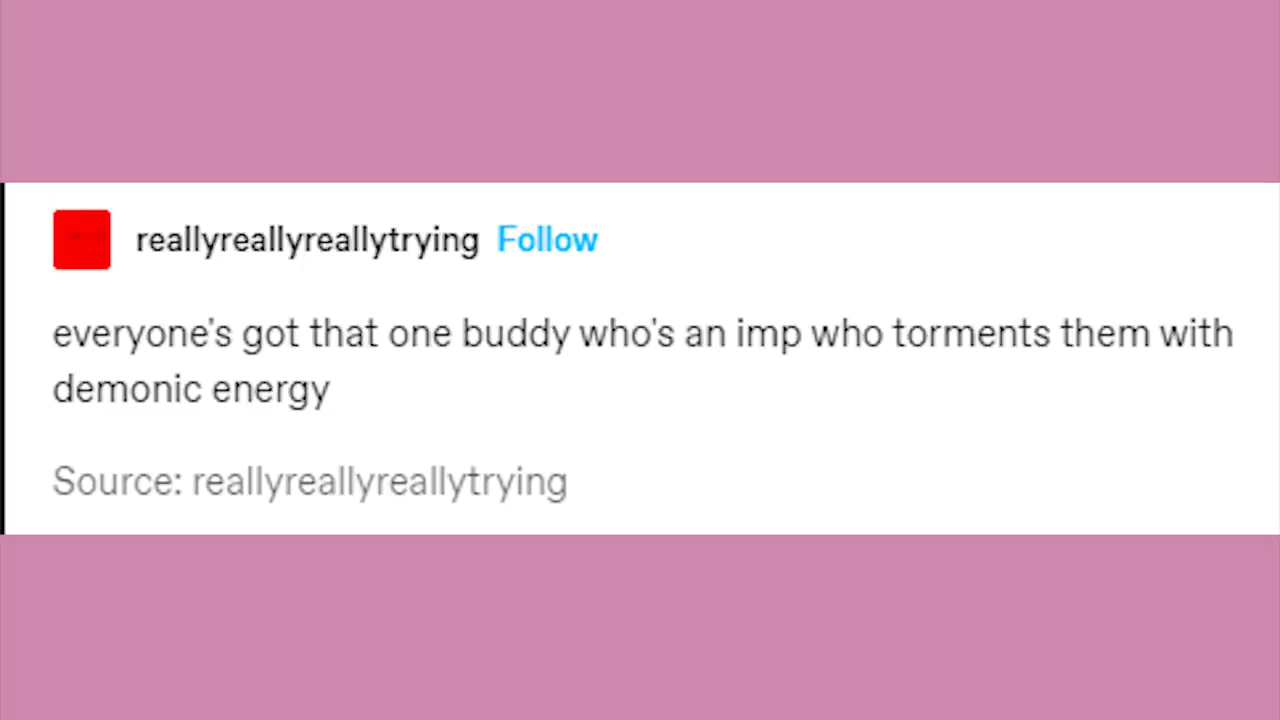 reallyreallyreallytrying Follow
everyone's got that one buddy who's an imp who torments them with
demonic energy
Source: reallyreallyreallytrying